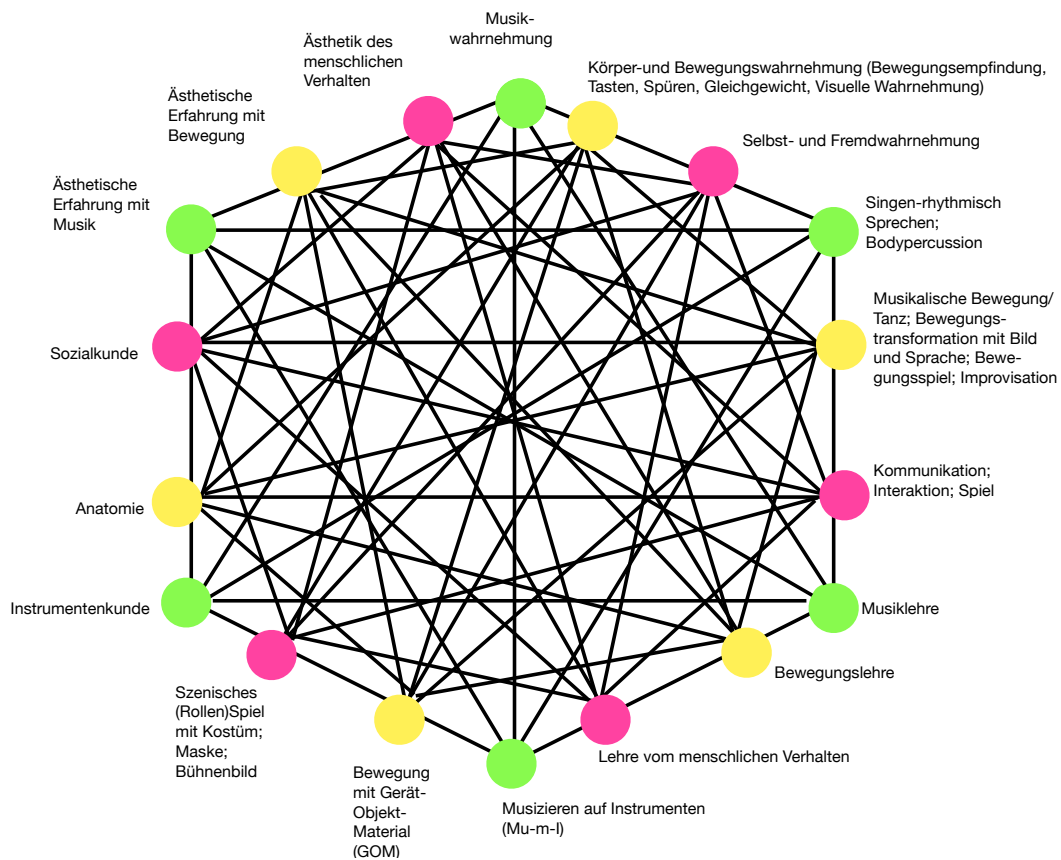 Musik-
wahrnehmung
Ästhetik des
menschlichen
Verhalten
Körper-und Bewegungswahrnehmung (Bewegungsempfindung,
Tasten, Spüren, Gleichgewicht, Visuelle Wahrnehmung)
Ästhetische
Erfahrung mit
Bewegung
Selbst- und Fremdwahrnehmung
Ästhetische
Erfahrung mit
Musik
Singen-rhythmisch
Sprechen;
Bodypercussion
Musikalische Bewegung/
Tanz; Bewegungs-
transformation mit Bild
und Sprache; Bewe-
gungsspiel; Improvisation
Sozialkunde
Kommunikation;
Interaktion; Spiel
Anatomie
Instrumentenkunde
Musiklehre
Bewegungslehre
Szenisches
(Rollen)Spiel
mit Kostüm;
Maske;
Bühnenbild
Lehre vom menschlichen Verhalten
Bewegung
mit Gerät-
Objekt-
Material
(GOM)
Musizieren auf Instrumenten
(Mu-m-I)